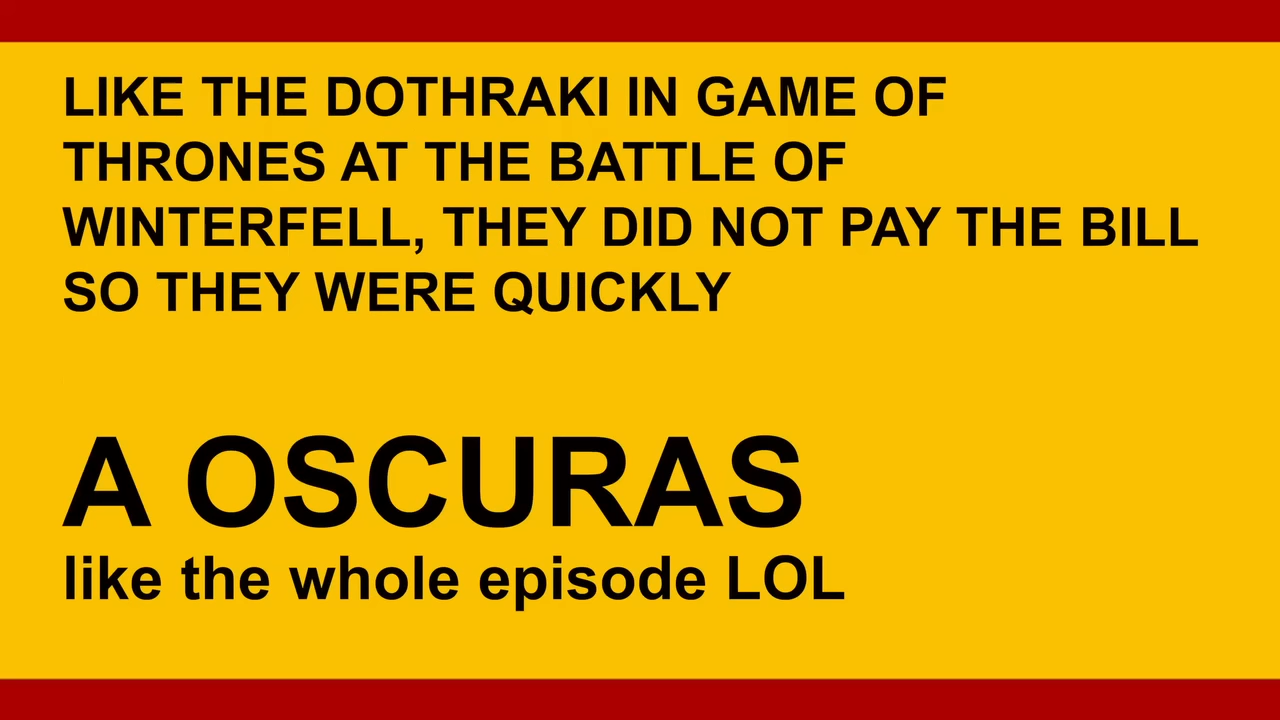 LIKE THE DOTHRAKI IN GAME OF
THRONES AT THE BATTLE OF
WINTERFELL, THEY DID NOT PAY THE BILL
SO THEY WERE QUICKLY
A OSCURAS
like the whole episode LOL